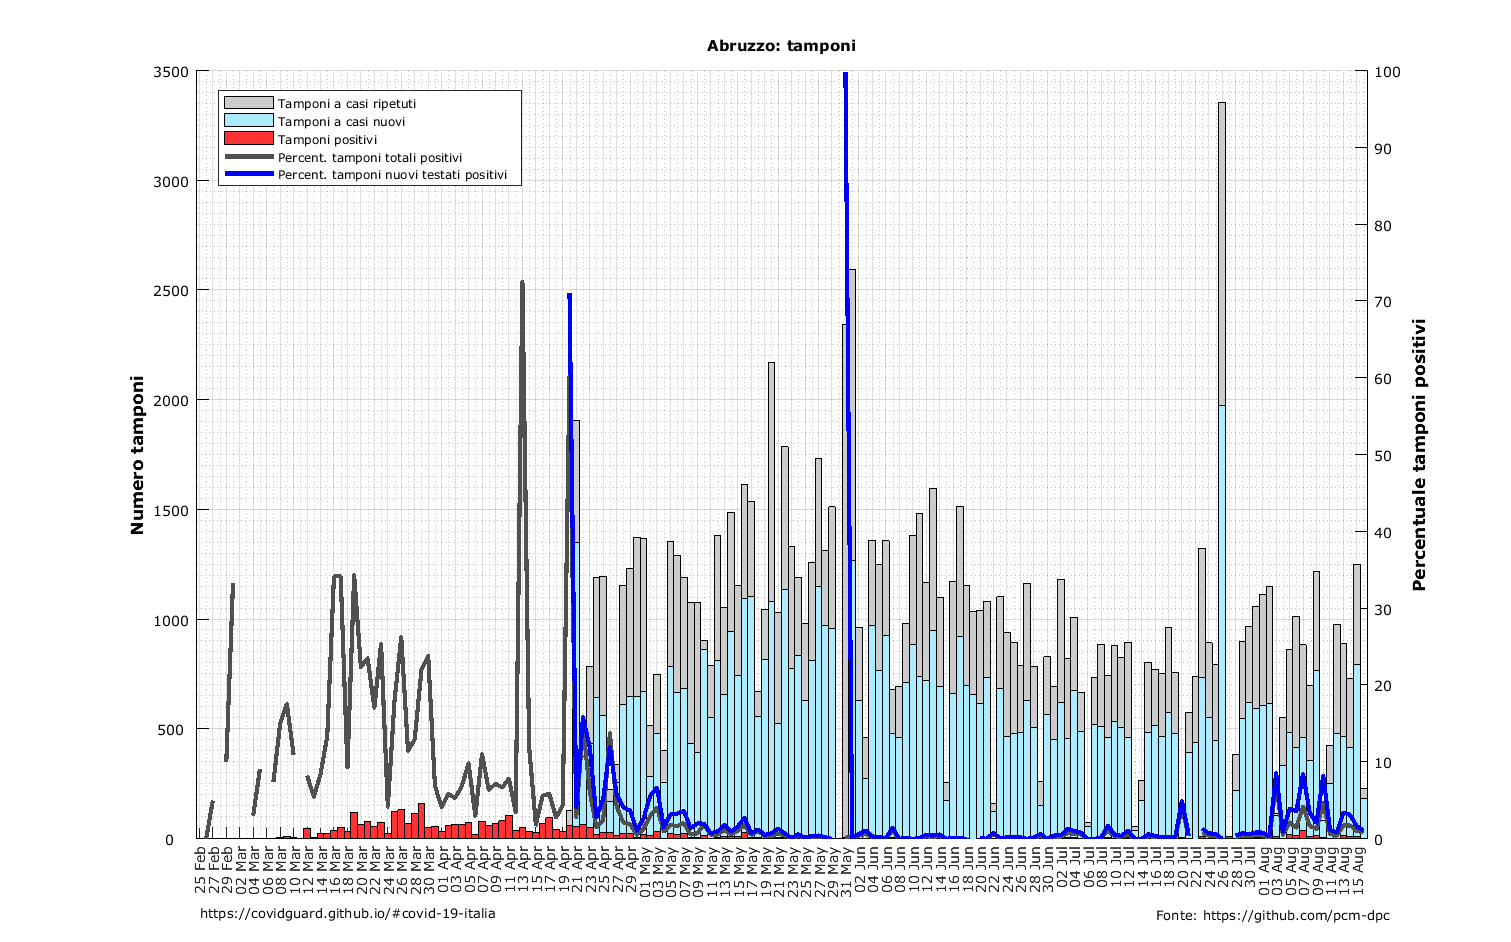 Abruzzo: tamponi
Tamponi a casi ripetuti
Tamponi a casi nuovi
Tamponi positivi
Percent. tamponi totali positivi
Percent. tamponi nuovi testati positivi
Numero tamponi
3500
3000
2500
2000
1500
1000
500
0
100
90
80
70
60
50
40
30
20
10
0
Percentuale tamponi positivi
25 Feb
27 Feb
29 Feb
02 Mar
04 Mar
06 Mar
08 Mar
10 Mar
12 Mar
14 Mar
16 Mar
18 Mar
20 Mar
22 Mar
24 Mar
26 Mar
28 Mar
30 Mar
01 Apr
03 Apr
05 Apr
07 Apr
09 Apr
11 Apr
13 Apr
15 Apr
17 Apr
19 Apr
21 Apr
23 Apr
25 Apr
27 Apr
29 Apr
01 May
03 May
05 May
07 May
09 May
11 May
13 May
15 May
17 May
19 May
21 May
23 May
25 May
27 May
29 May
31 May
02 Jun
04 Jun
06 Jun
08 Jun
10 Jun
12 Jun
14 Jun
16 Jun
18 Jun
20 Jun
22 Jun
24 Jun
26 Jun
28 Jun
30 Jun
02 Jul
04 Jul
06 Jul
08 Jul
10 Jul
12 Jul
14 Jul
16 Jul
18 Jul
20 Jul
22 Jul
24 Jul
26 Jul
28 Jul
30 Jul
01 Aug
03 Aug
05 Aug
07 Aug
09 Aug
11 Aug
13 Aug
15 Aug
https://covidguard.github.io/#covid-19-italia
Fonte: https://github.com/pcm-dpc